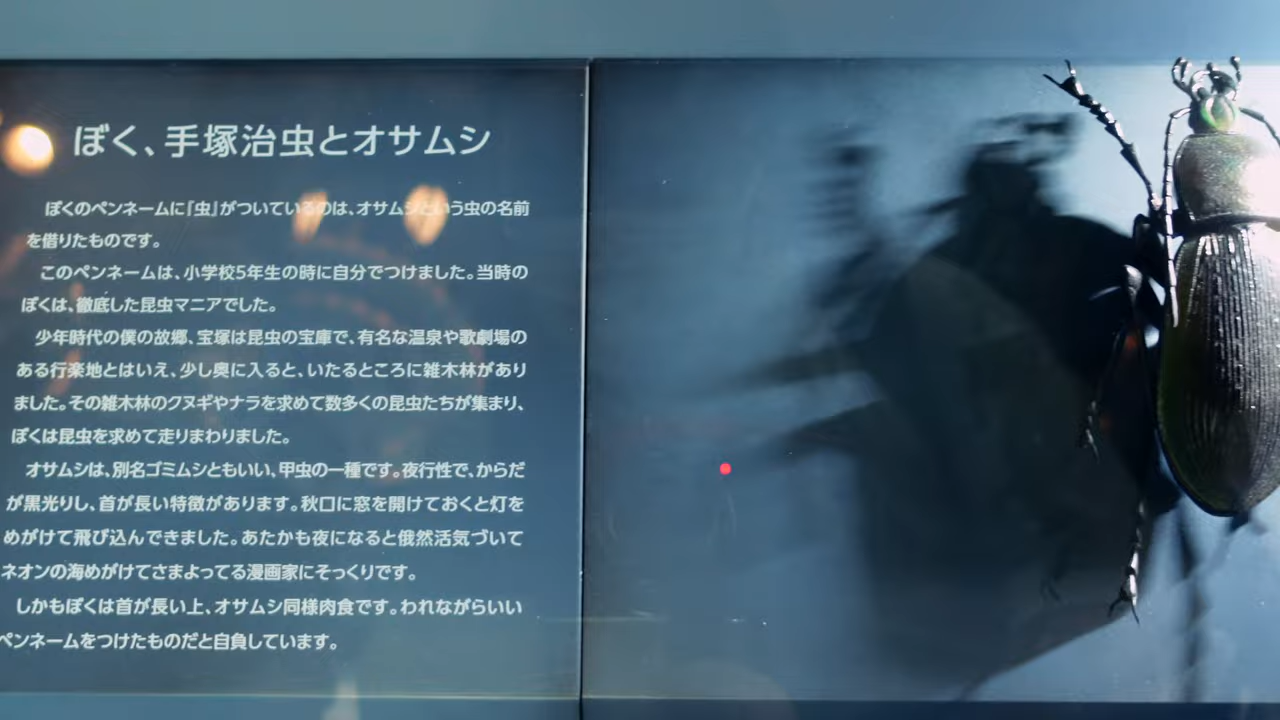 ぼく、手塚治虫とオサムシ
ぼくのペンネームに『虫』がついているのは、オサムシという虫の名前
を借りたものです。
このペンネームは、小学校5年生の時に自分でつけました。当時の
ぼくは、徹底した昆虫マニアでした。
少年時代の僕の故郷、宝塚は昆虫の宝庫で、有名な温泉や歌劇場の
ある行楽地とはいえ、少し奥に入ると、いたるところに雑木林があり
ました。その雑木林のクヌギやナラを求めて数多くの昆虫たちが集まり、
ぼくは昆虫を求めて走りまわりました。
オサムシは、別名ゴミムシともいい、甲虫の一種です。夜行性で、からだ
が黒光りし、首が長い特徴があります。秋口に窓を開けておくと灯を
めがけて飛び込んできました。あたかも夜になると俄然活気づいて
ネオンの海めがけてさまよってる漫画家にそっくりです。
しかもぼくは首が長い上、オサムシ同様肉食です。われながらいい
ペンネームをつけたものだと自負しています。